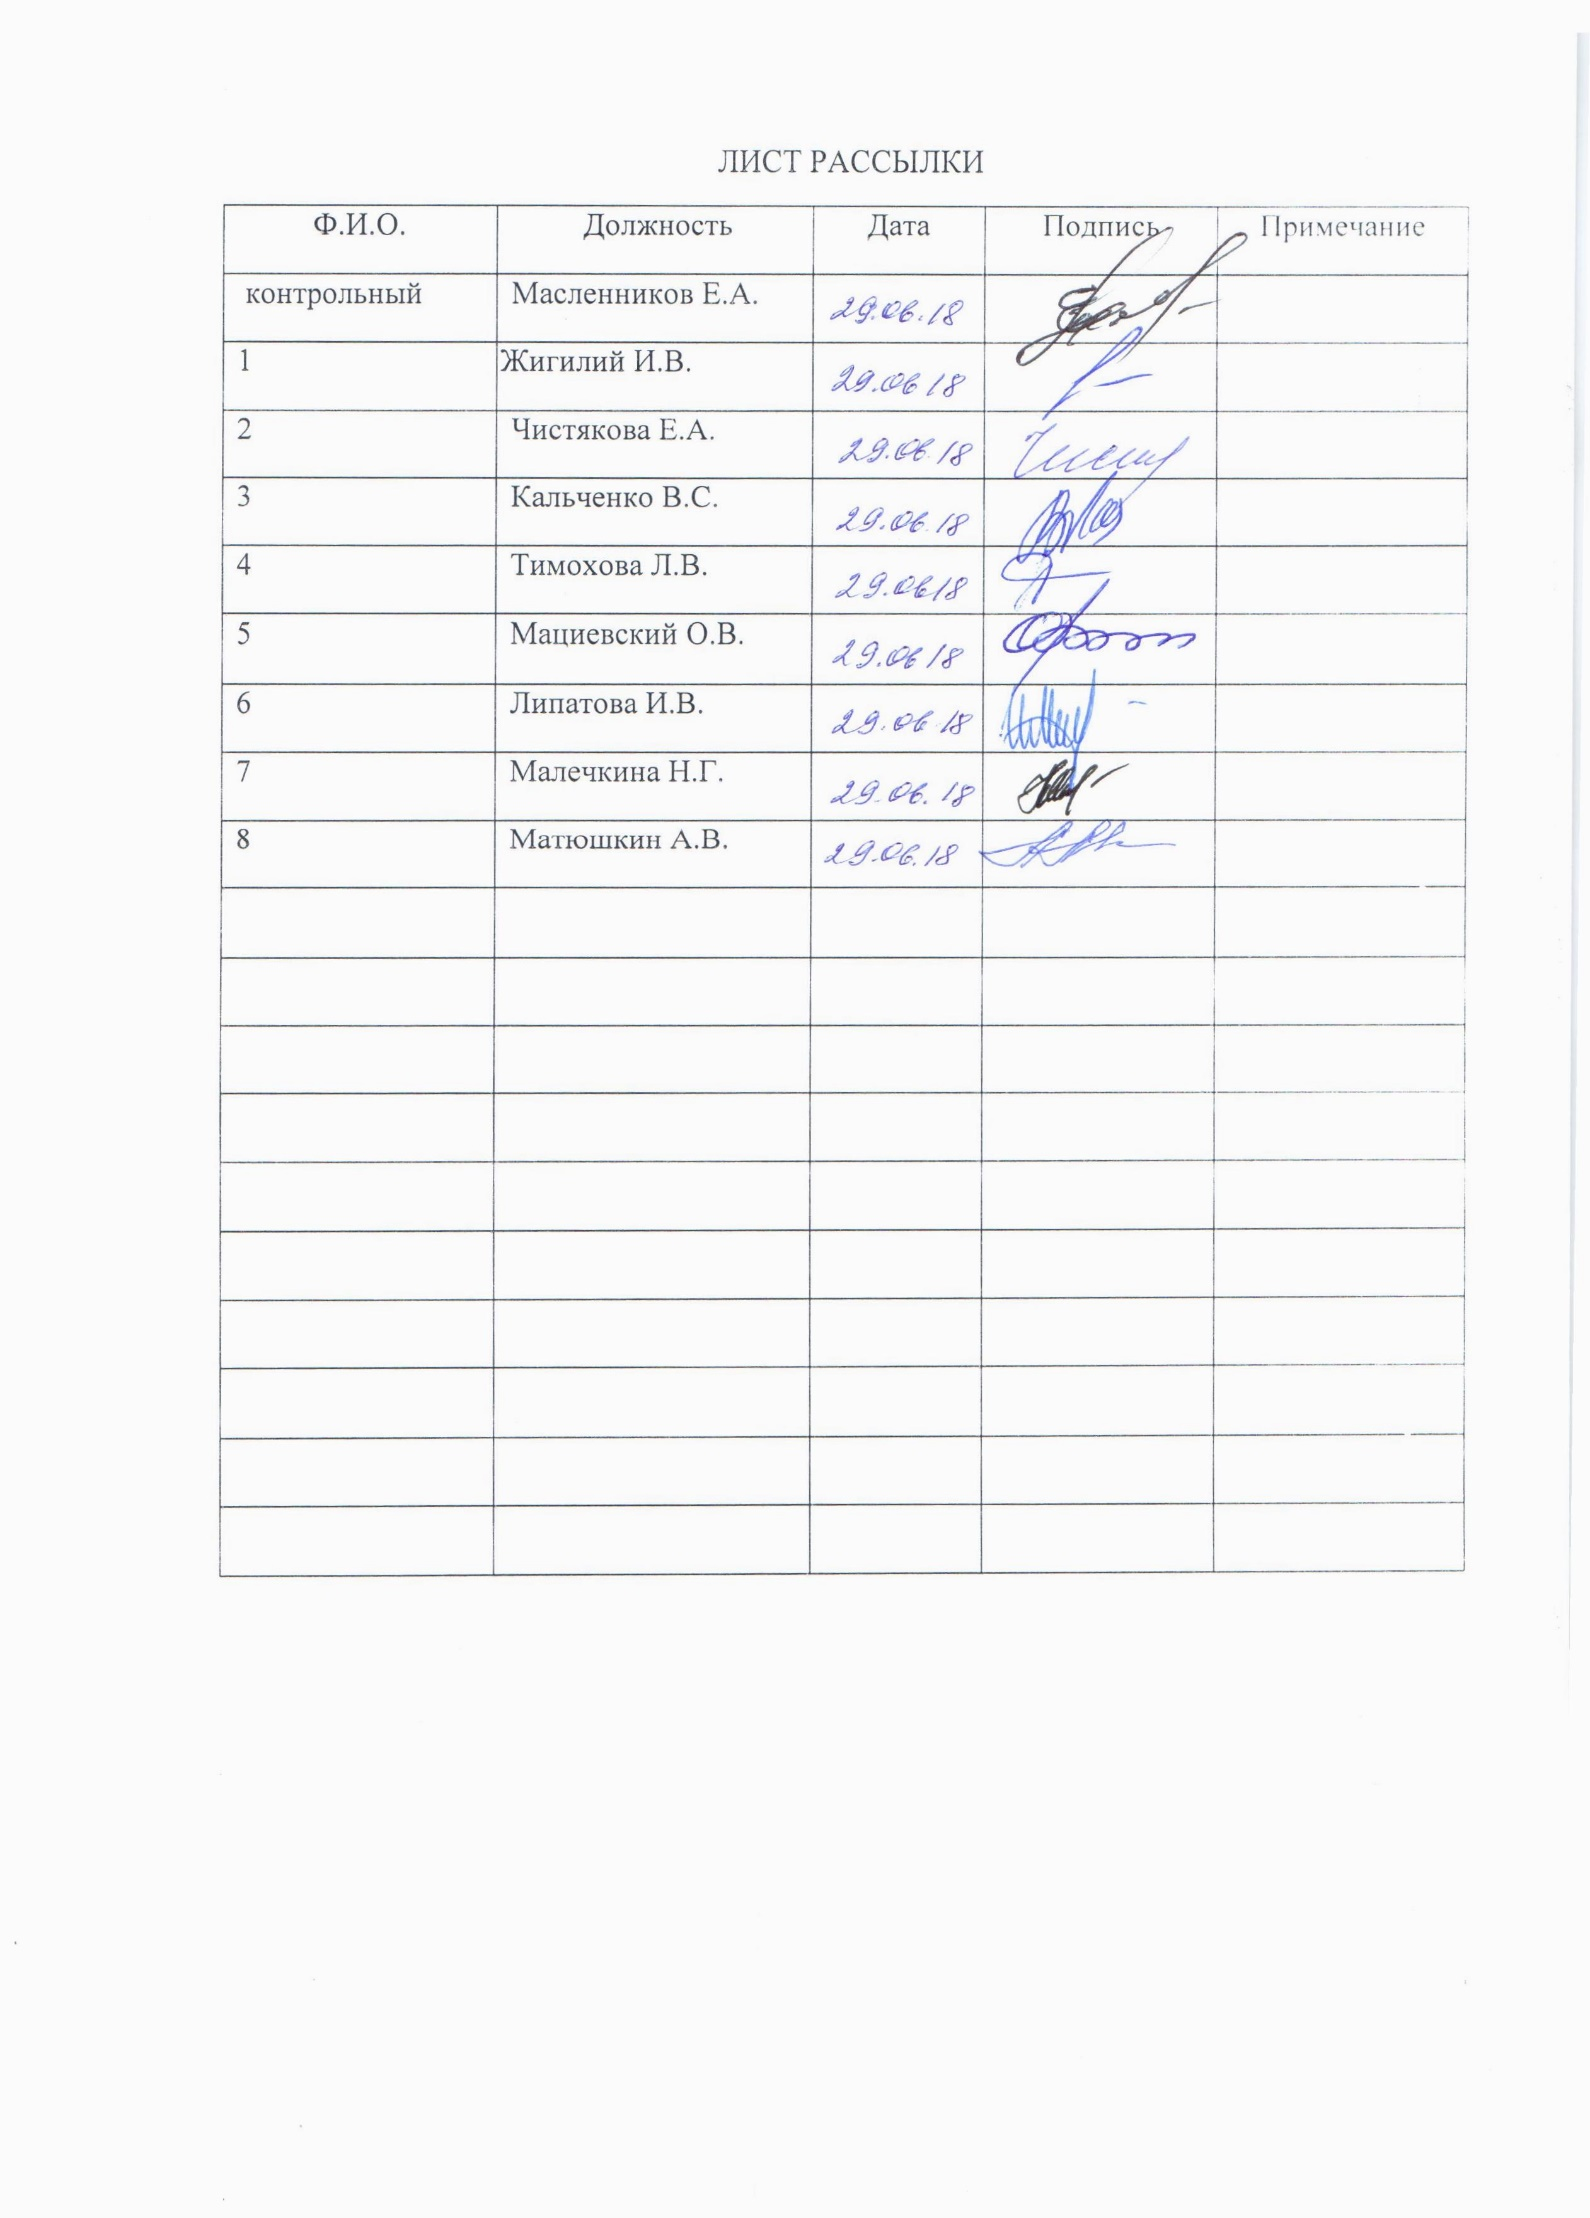 ЛИСТ РАССЫЛКИ
Ф.И.О. Должность Дата Подпись Примечание
контрольный Масленников Е.А. 29.06.18
1 Жигилий И.В. 29.06 18
2 Чистякова Е.А. 29.06.18
3 Кальченко В.С. 29.06.18
4 Тимохова Л.В. 29.0618
5 Мациевский О.В. 29.06 18
6 Липатова И.В. 29.06 18
7 Малечкина Н.Г. 29.06.18
8 Матюшкин А.В. 29.06.18